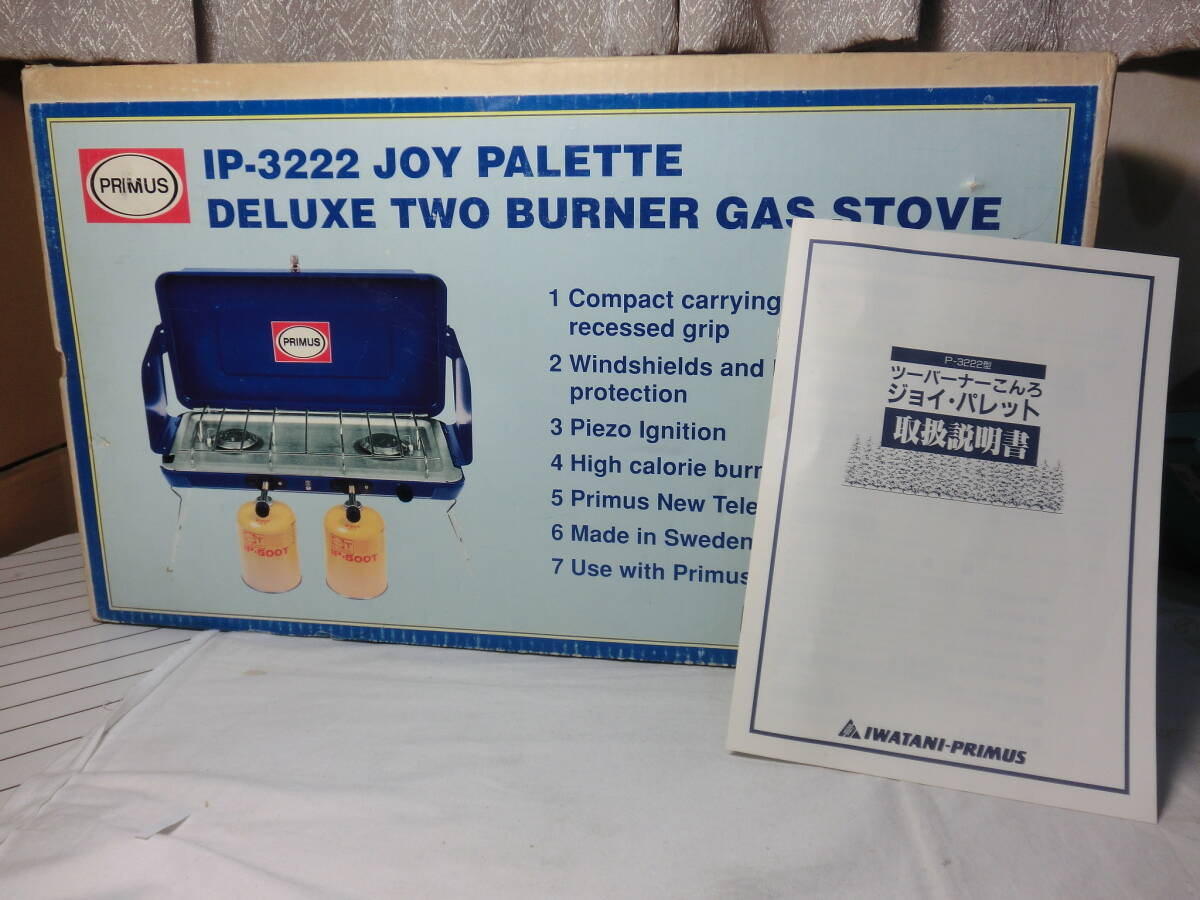 PRIMUS
IP-3222 JOY PALETTE
DELUXE TWO BURNER GAS STOVE
PRIMUS
IP-500T
IP-500T
1 Compact carrying
recessed grip
2 Windshields and
protection
3 Piezo Ignition
4 High calorie
5 Primus New
6 Made in Sweden
7 Use with Primus
P-3222型
ツーバーナーこんろ
ジョイ・パレット
取扱説明書
IWATANI-PRIMUS